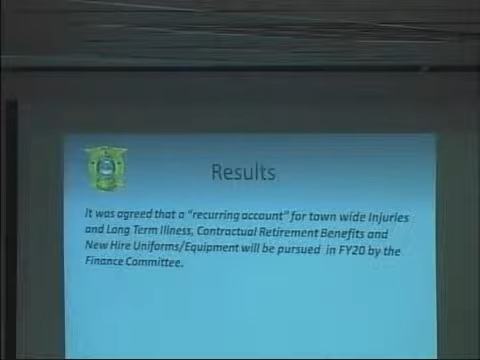 Results
It was agreed that a "recurring account" for town wide Injuries
and Long Term Illness, Contractual Retirement Benefits and
New Hire Uniforms/Equipment will be pursued in FY20 by the
Finance Committee.